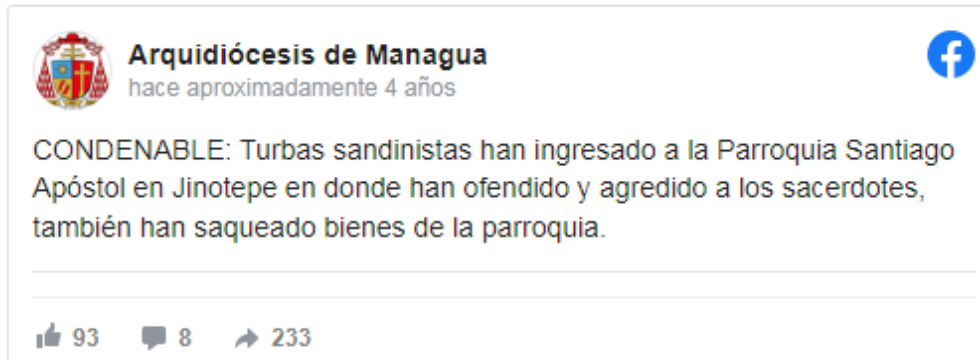 Arquidiócesis de Managua
hace aproximadamente 4 años
CONDENABLE: Turbas sandinistas han ingresado a la Parroquia Santiago
Apóstol en Jinotepe en donde han ofendido y agredido a los sacerdotes,
también han saqueado bienes de la parroquia.
93 8 233